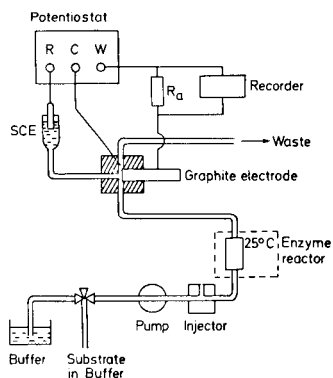 Potentiostat
R C W
Ra
Recorder
SCE
Waste
Graphite electrode
25°C Enzyme
reactor
Pump Injector
Buffer Substrate
in Buffer